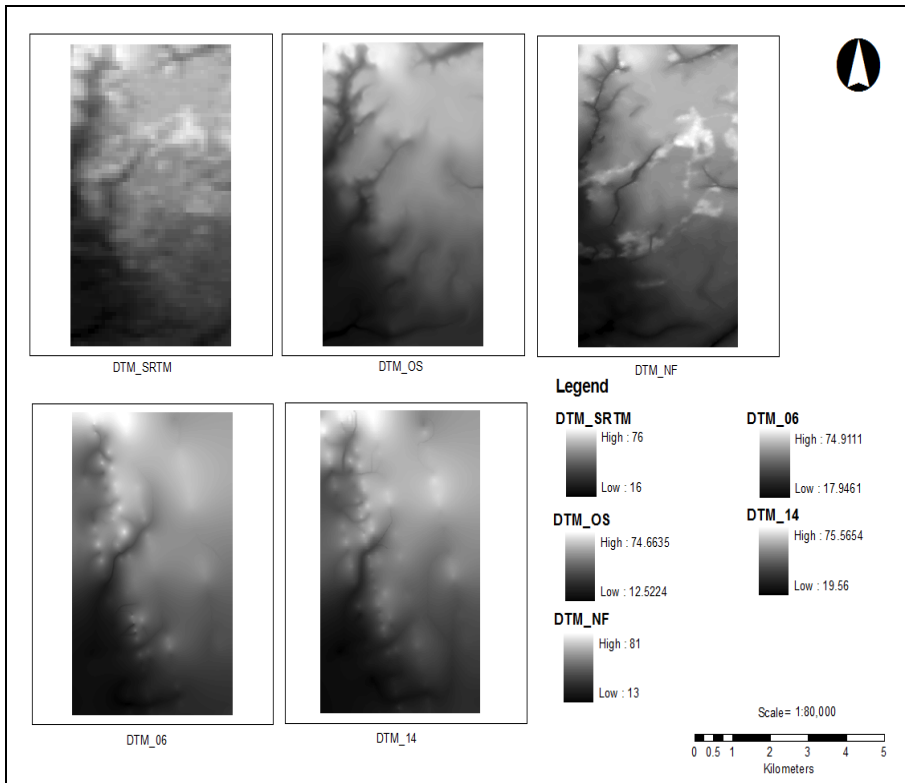 DTM_SRTM
DTM_OS
DTM_NF
DTM_06
DTM_14
Legend
DTM_SRTM
High : 76
Low : 16
DTM_OS
High : 74.6635
Low : 12.5224
DTM_NF
High : 81
Low : 13
DTM_06
High : 74.9111
Low : 17.9461
DTM_14
High : 75.5654
Low : 19.56
Scale= 1:80,000
0 0.5 1 2 3 4 5
Kilometers